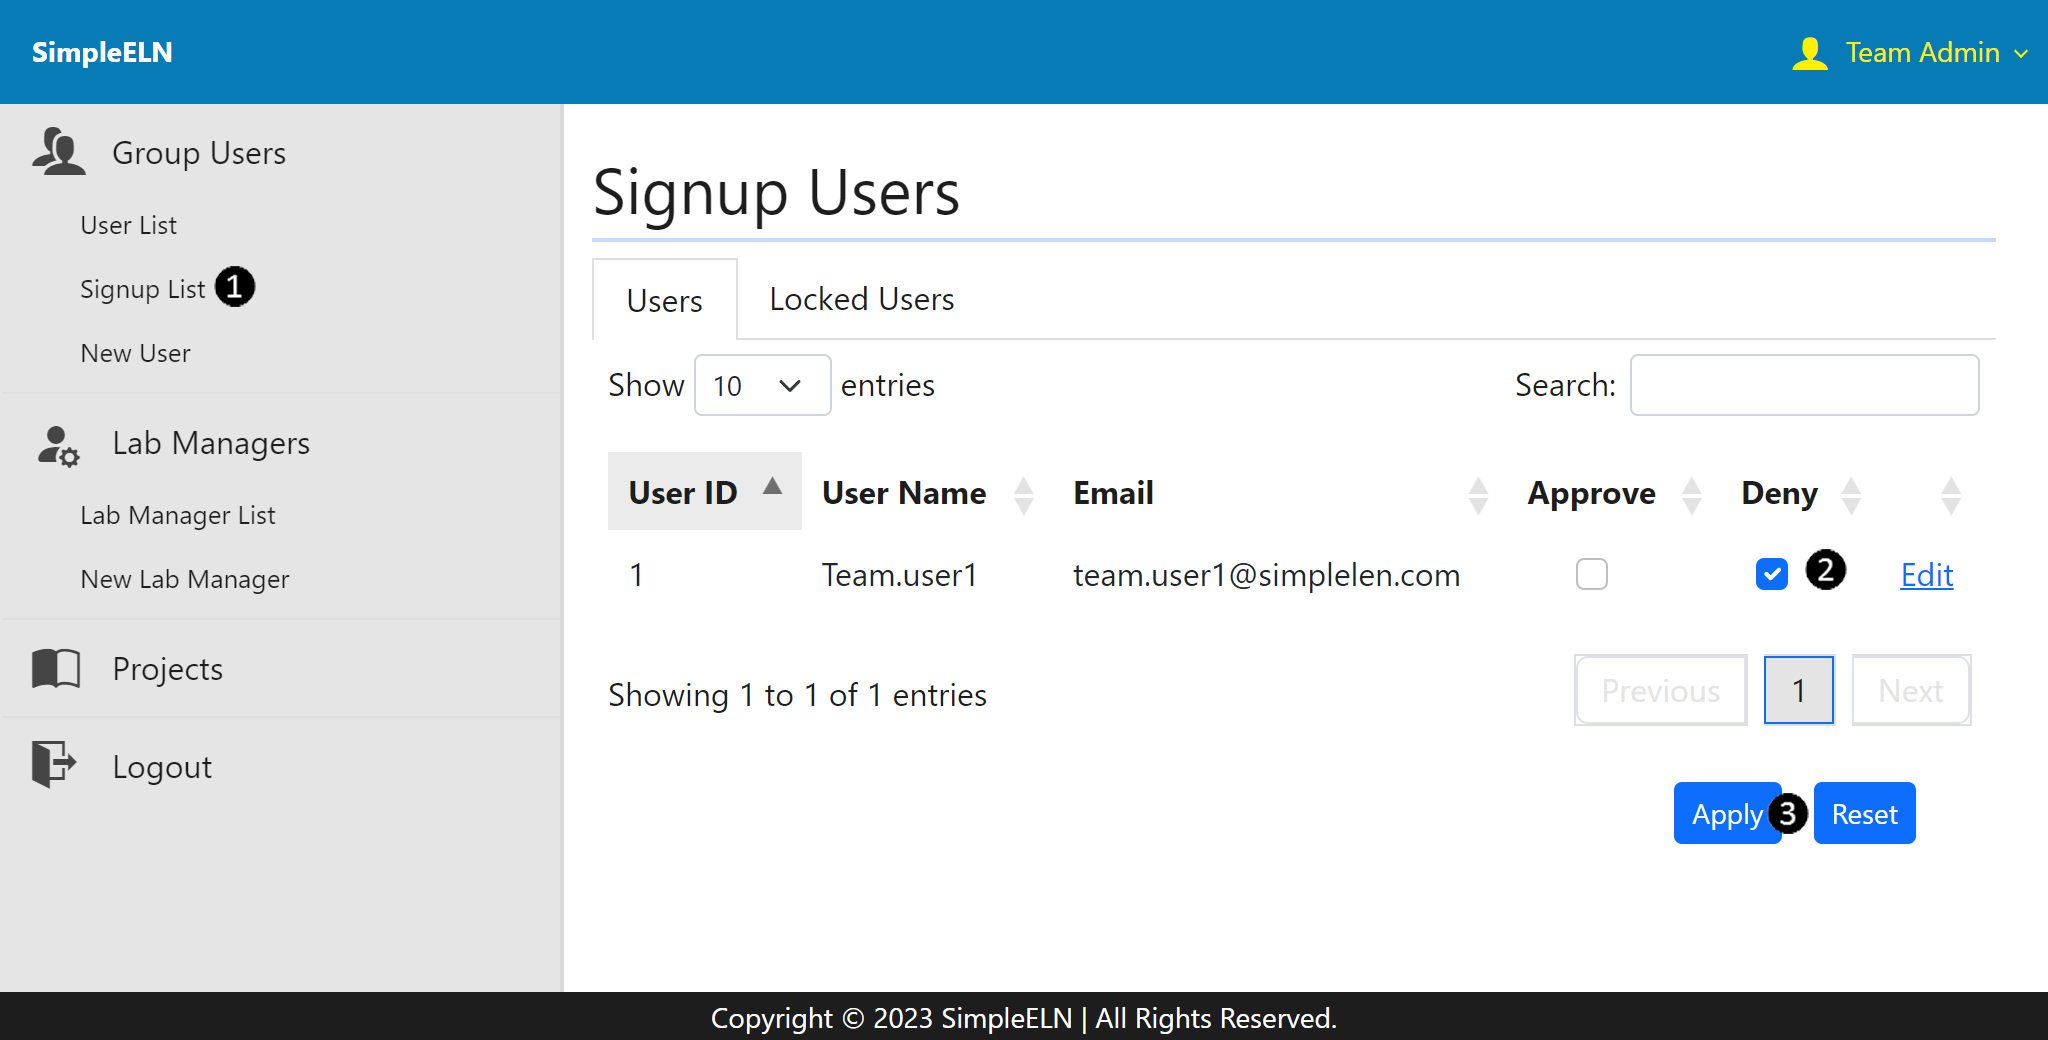 SimpleELN
Team Admin
Group Users
User List
Signup List 1
New User
Lab Managers
Lab Manager List
New Lab Manager
Projects
Logout
Signup Users
Users Locked Users
Show 10 entries Search:
User ID User Name Email Approve Deny
1 Team.user1 team.user1@simplelen.com 2 Edit
Showing 1 to 1 of 1 entries Previous 1 Next
Apply 3 Reset
Copyright © 2023 SimpleELN | All Rights Reserved.